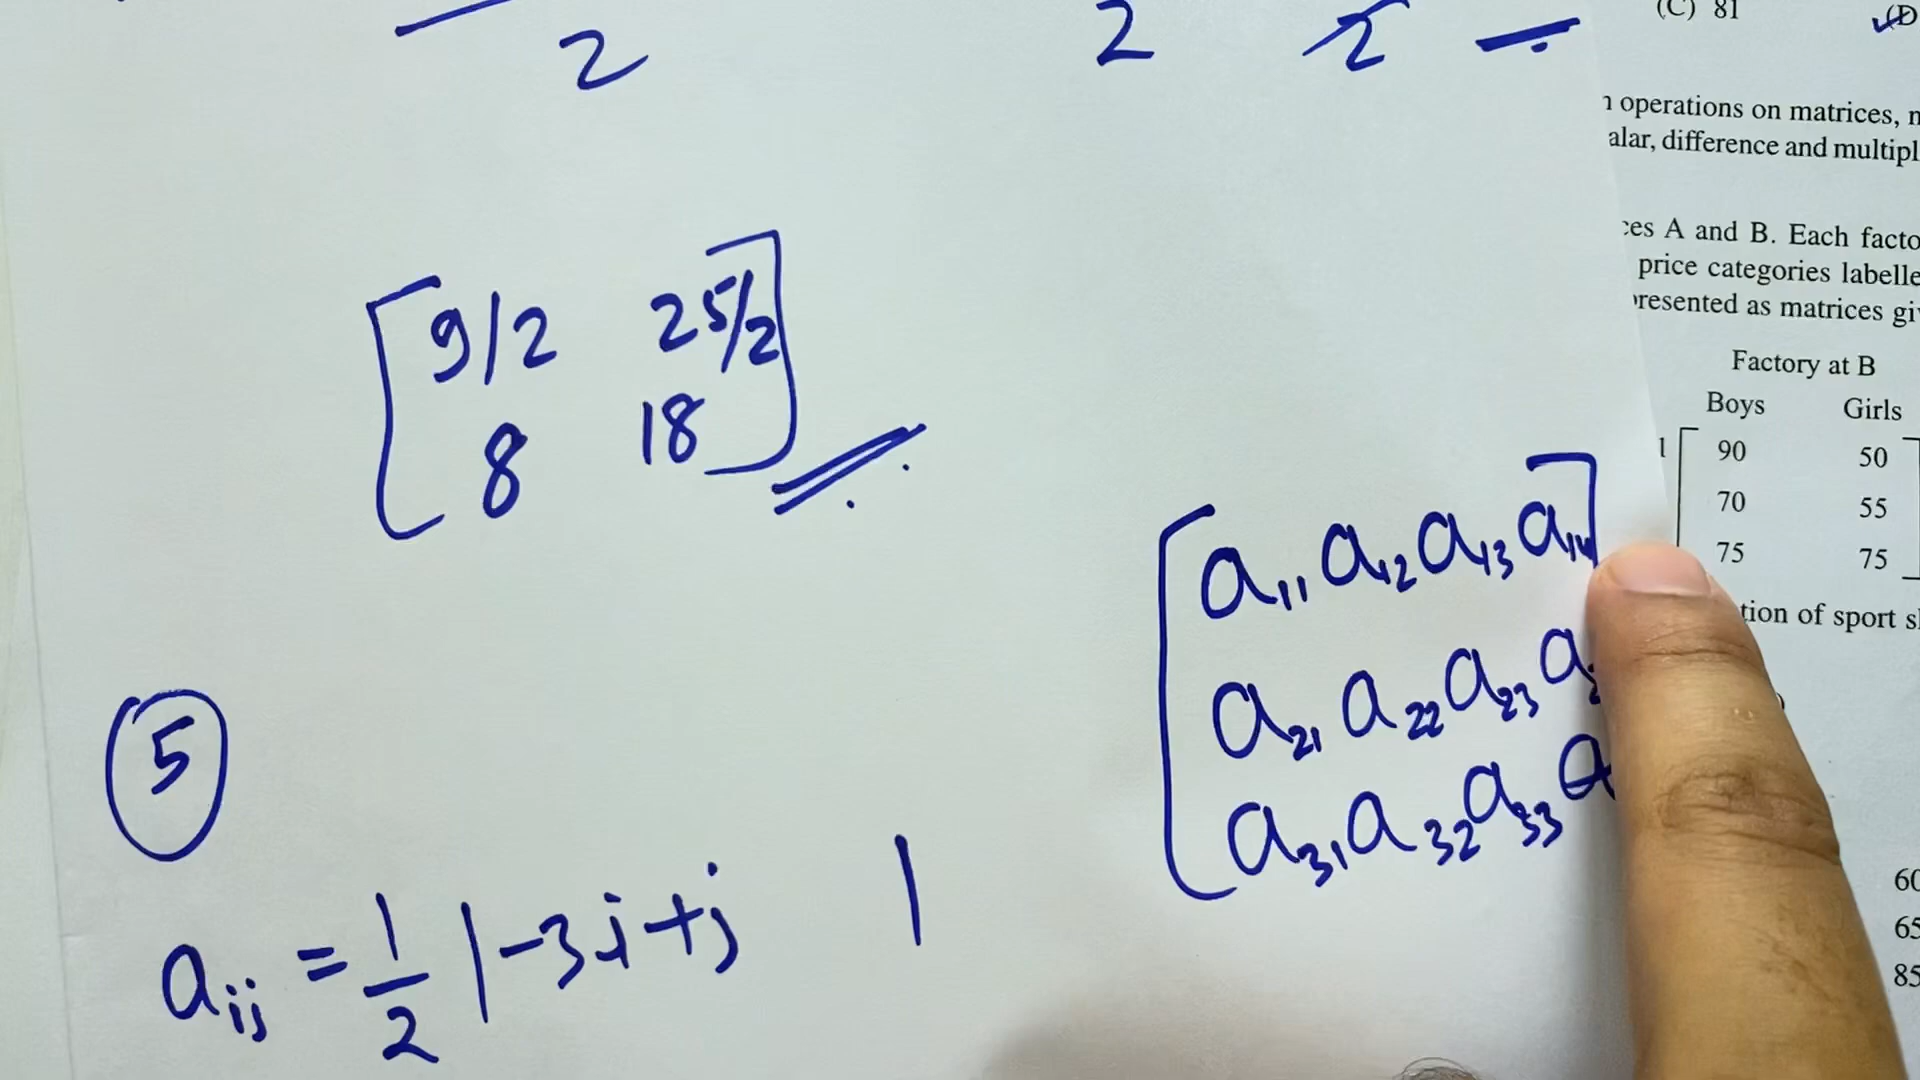 2 2 2
(C) 81 (D
operations on matrices,
alar, difference and multipl
ces A and B. Each facto
price categories labelle
presented as matrices gi
Factory at B
Boys Girls
1 90 50
70 55
75 75
tion of sport s
60
65
85
9/2 25/2
8 18
a11 a12 a13 a14
a21 a22 a23 a2
a31 a32 a33 a
5
aij = 1/2 |-3i+j |